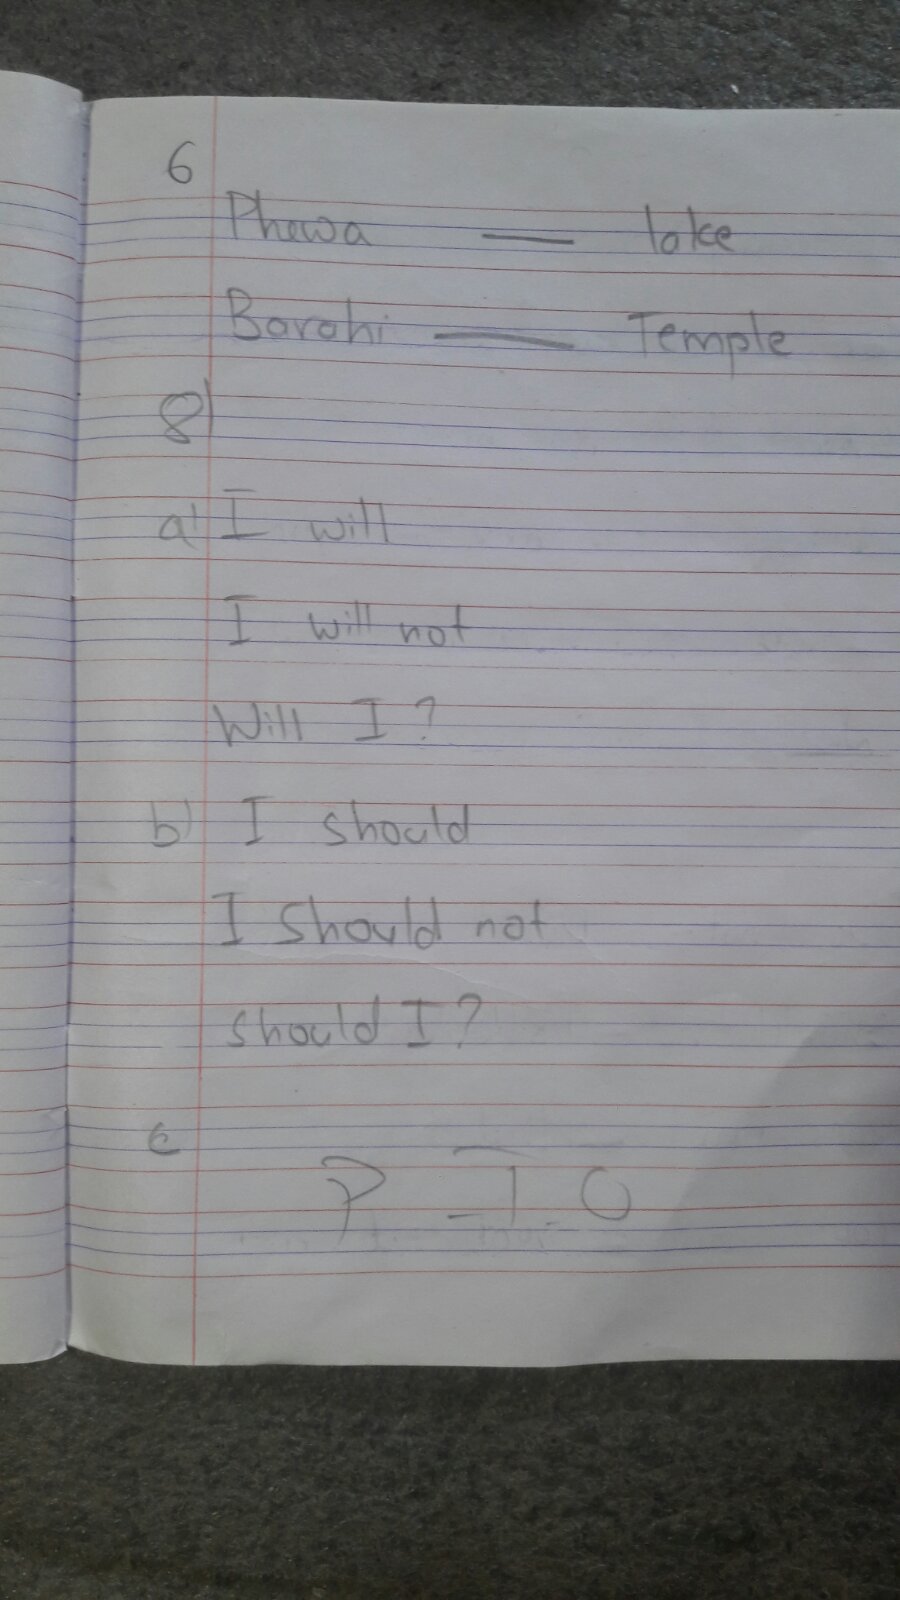 6
Phewa — lake
Barahi — Temple
8)
a) I will
I will not
Will I ?
b) I should
I should not
should I ?
c
P T O